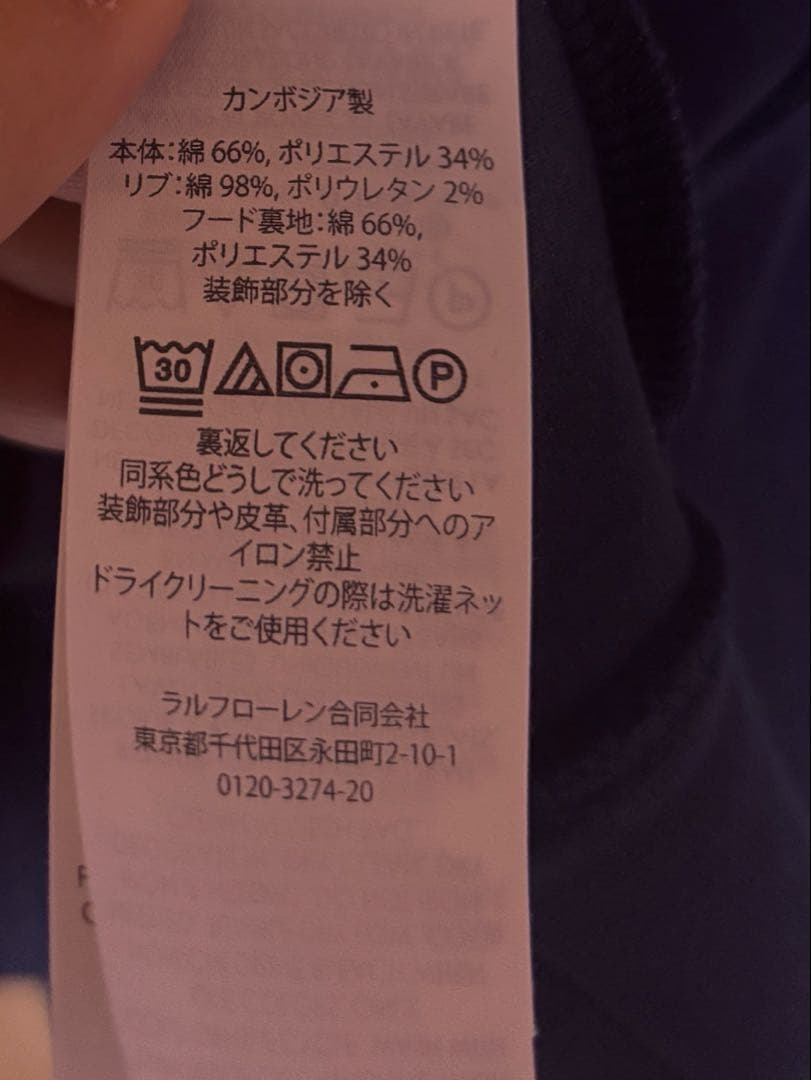 カンボジア製
本体:綿 66%, ポリエステル 34%
リブ:綿 98%, ポリウレタン 2%
フード裏地:綿 66%,
ポリエステル 34%
装飾部分を除く
30 P
裏返してください
同系色どうしで洗ってください
装飾部分や皮革、付属部分へのア
イロン禁止
ドライクリーニングの際は洗濯ネッ
トをご使用ください
ラルフローレン合同会社
東京都千代田区永田町2-10-1
0120-3274-20